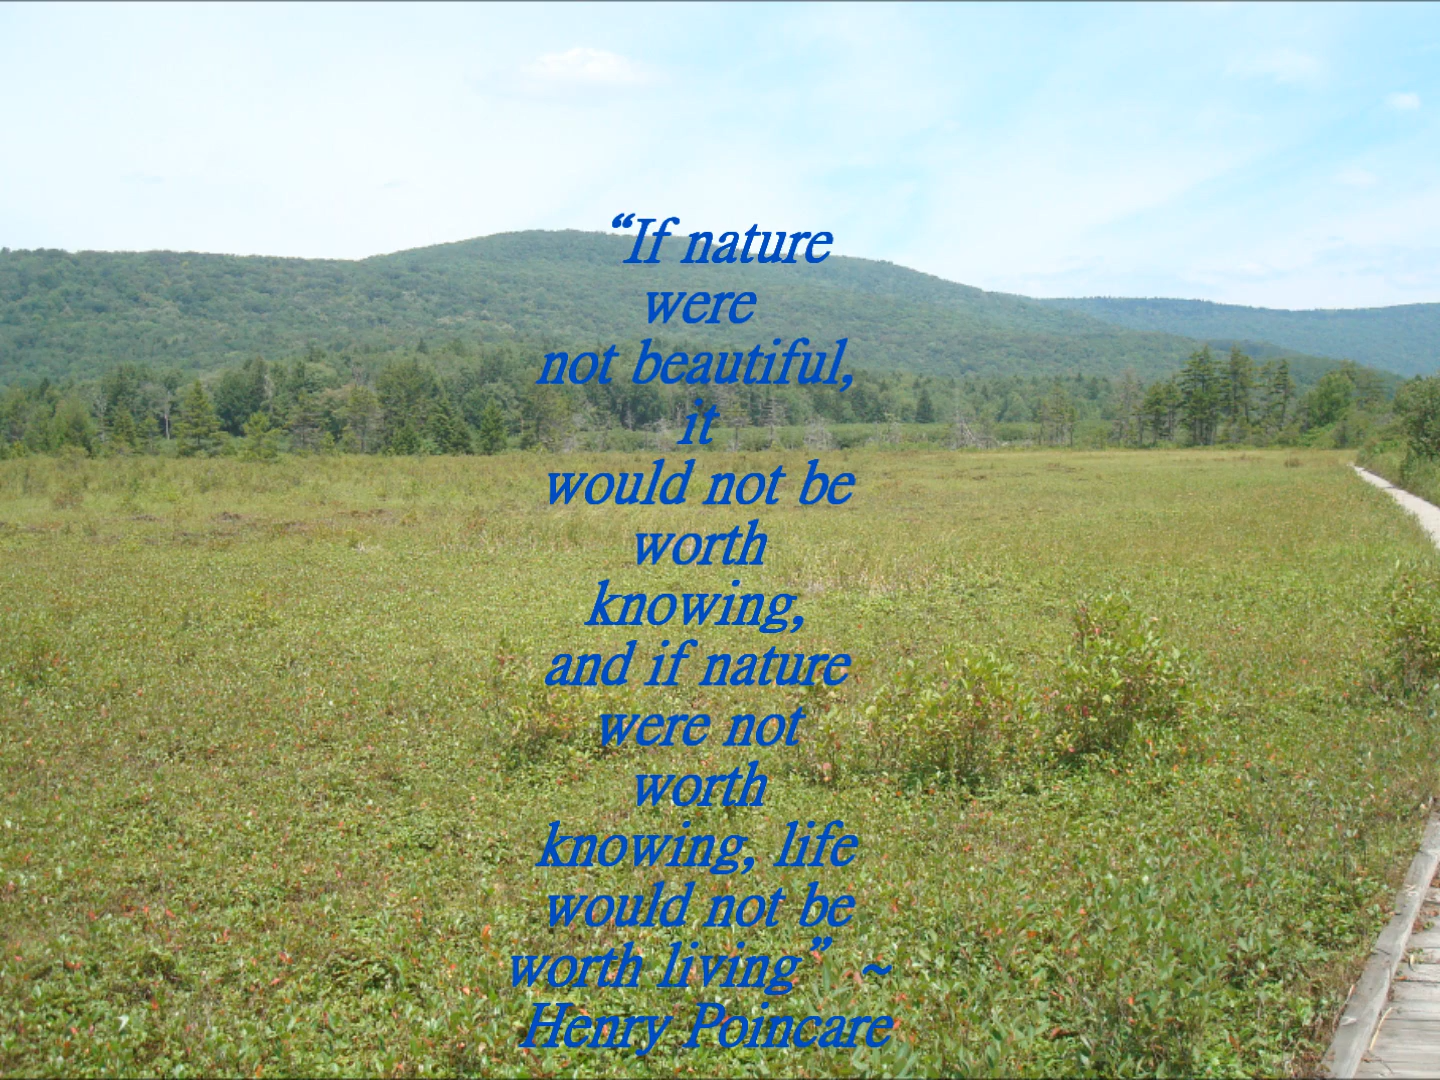 “If nature
were
not beautiful,
it
would not be
worth
knowing,
and if nature
were not
worth
knowing, life
would not be
worth living” ~
Henry Poincare